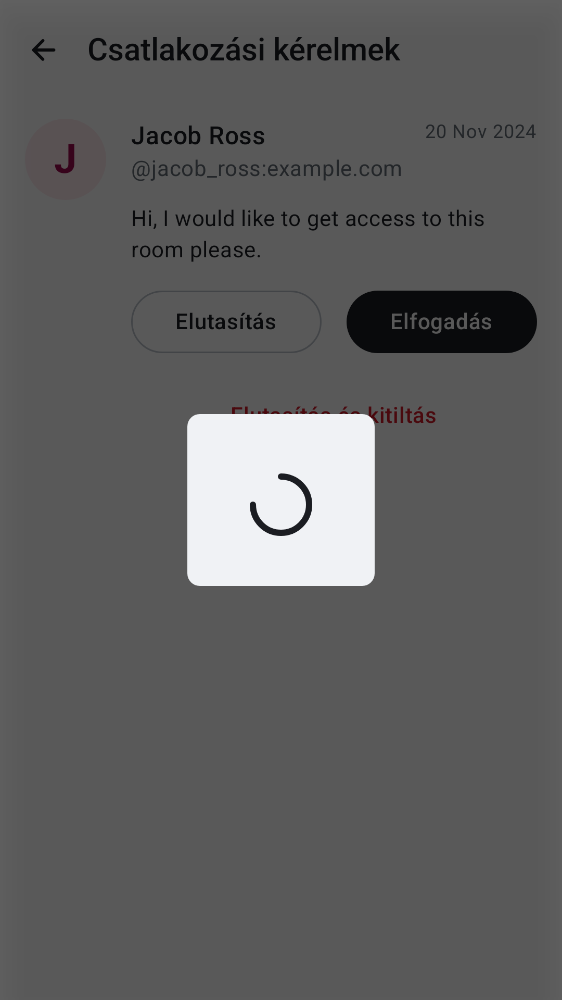 Csatlakozási kérelmek
J
Jacob Ross
20 Nov 2024
@jacob_ross:example.com
Hi, I would like to get access to this
room please.
Elutasítás
Elfogadás
Elutasítás és kitiltás